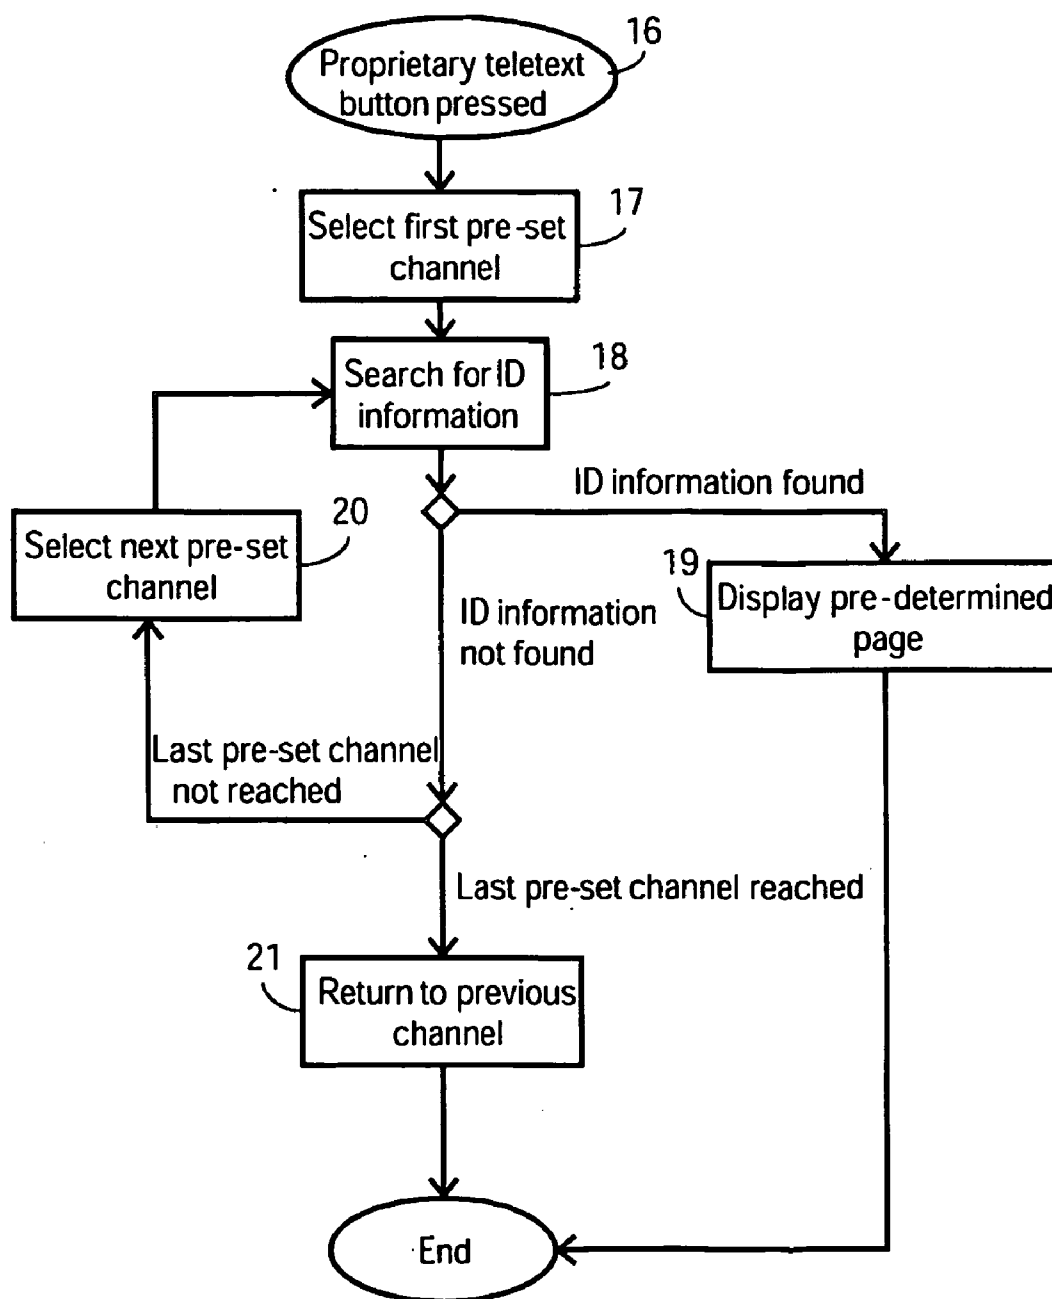 16
Proprietary teletext
button pressed
17
Select first pre-set
channel
18
Search for ID
information
ID information found
20
Select next pre-set
channel
19
Display pre-determined
page
ID information
not found
Last pre-set channel
not reached
Last pre-set channel reached
21
Return to previous
channel
End